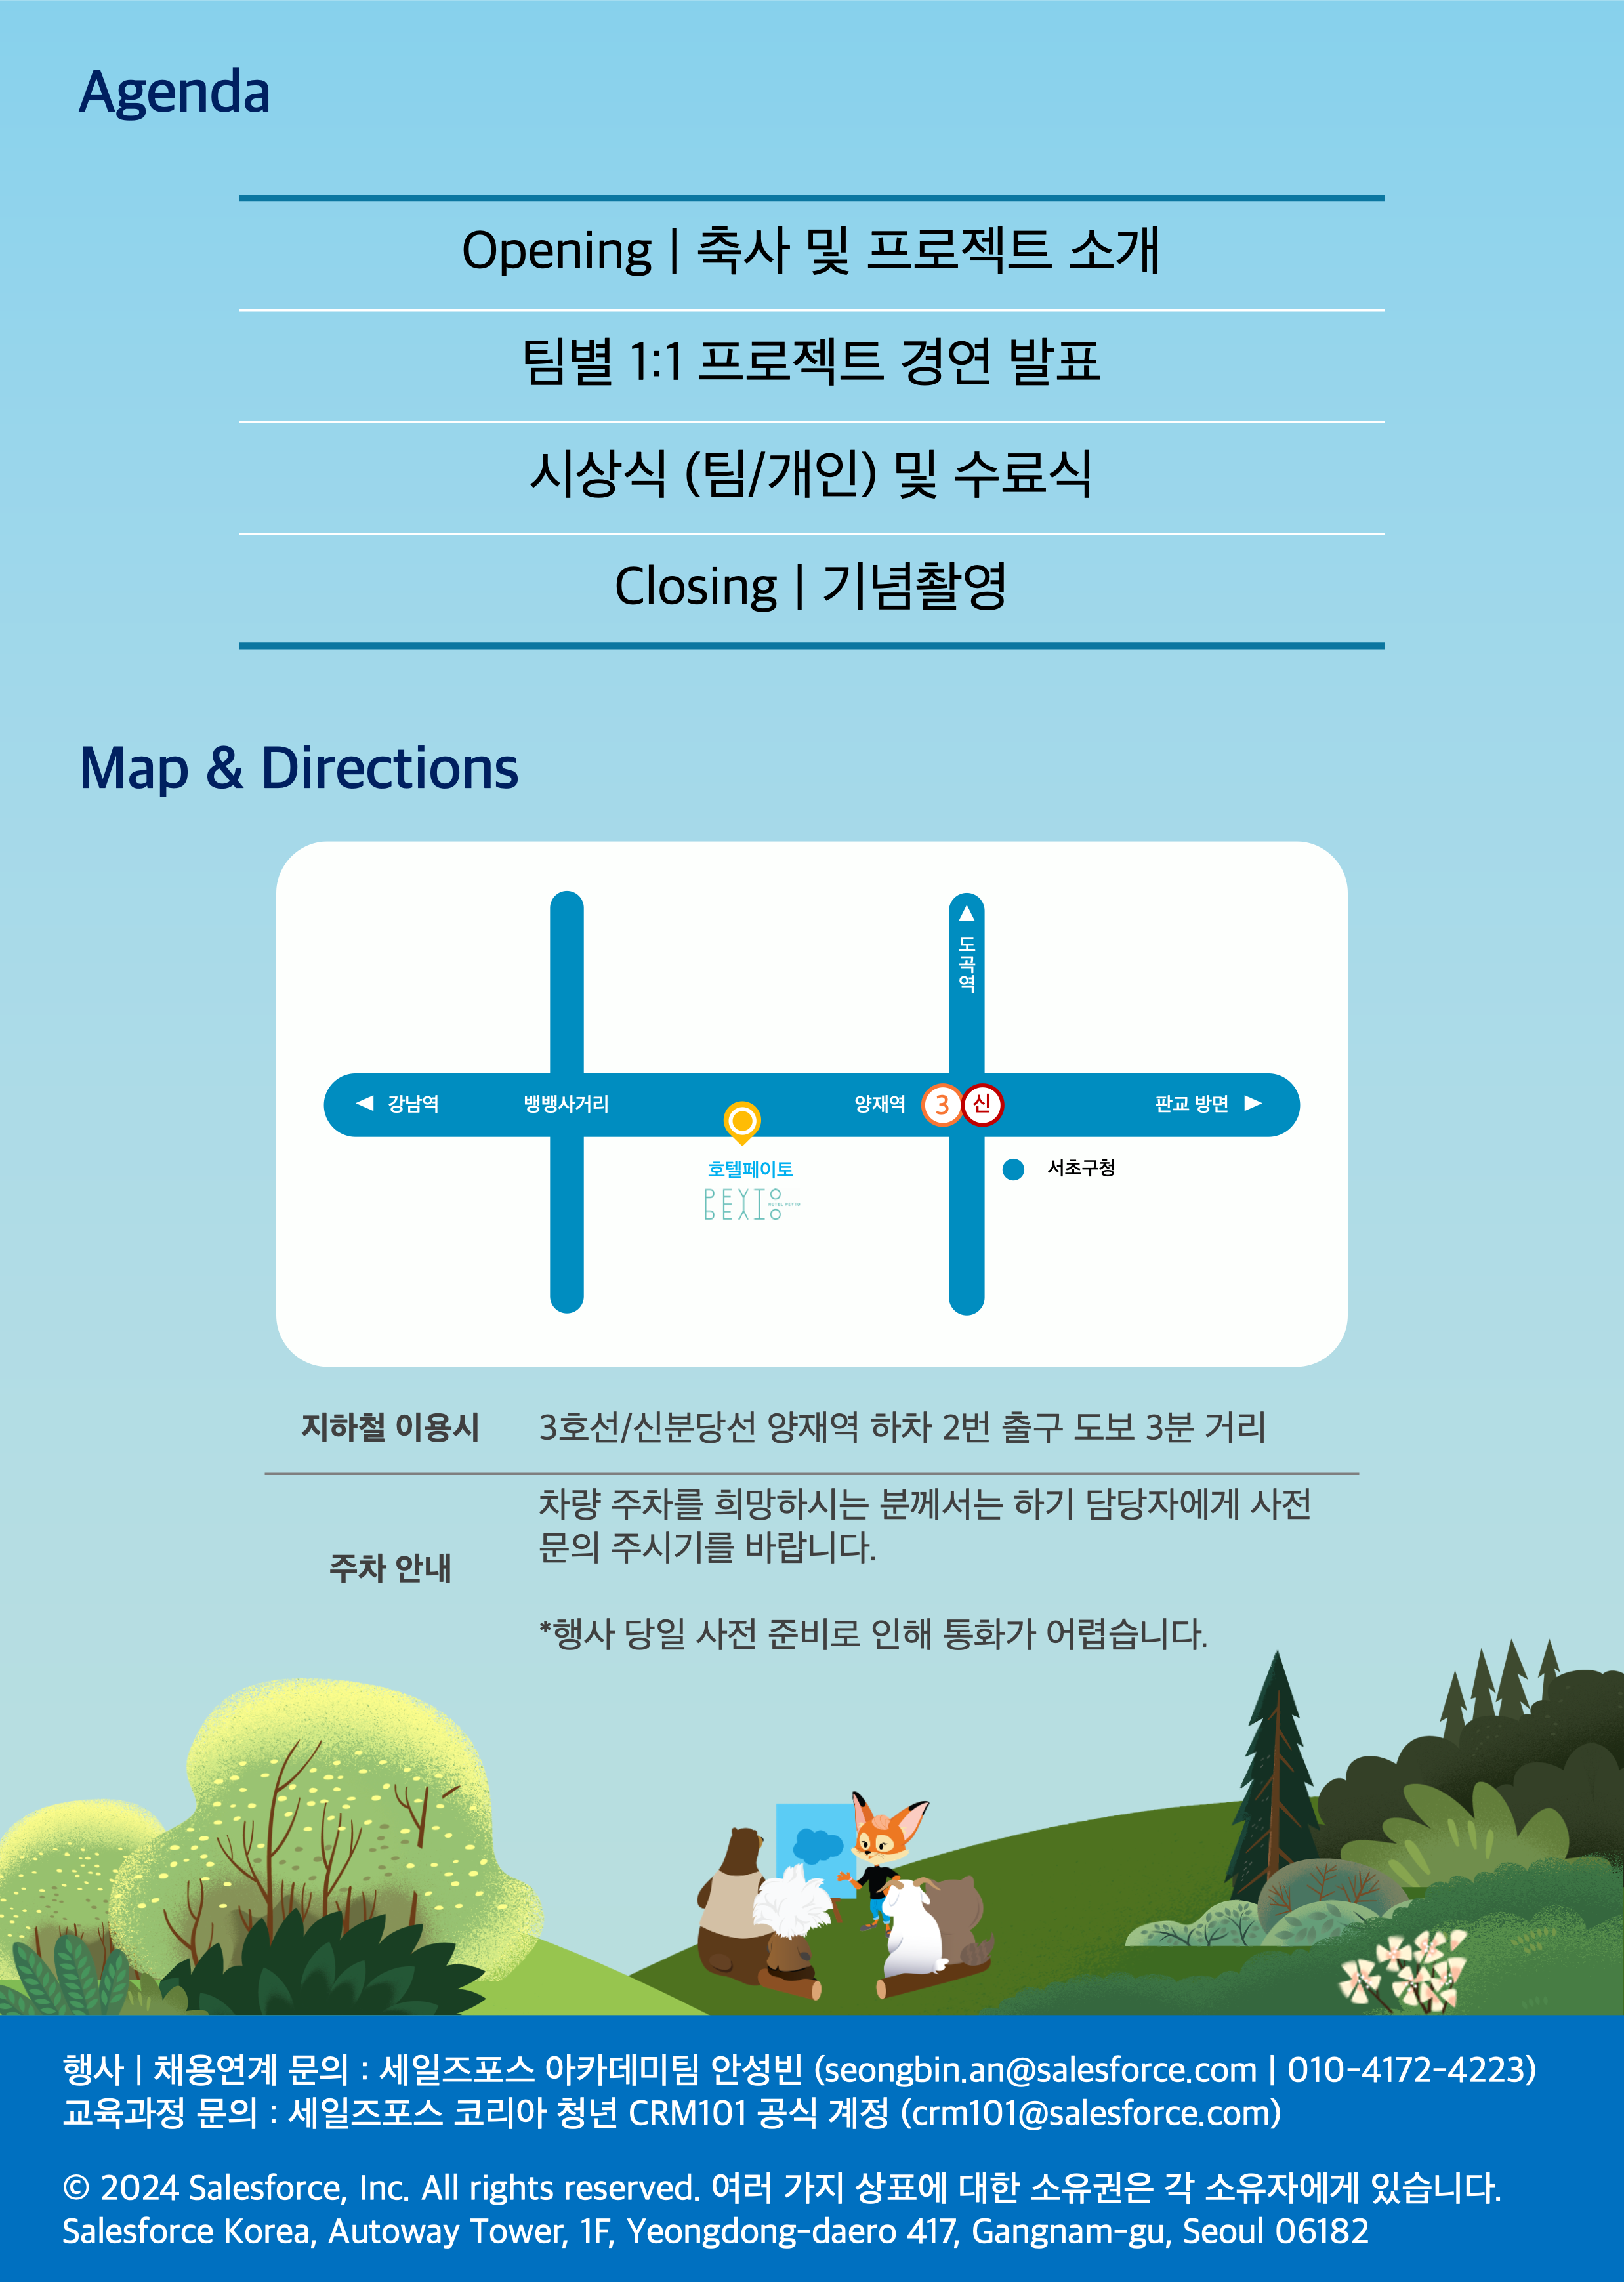 Agenda
Opening | 축사 및 프로젝트 소개
팀별 1:1 프로젝트 경연 발표
시상식 (팀/개인) 및 수료식
Closing | 기념촬영
Map & Directions
도곡역
강남역
뱅뱅사거리
양재역
3
신
판교 방면
호텔페이토
PEYTO
HOTEL PEYTO
서초구청
지하철 이용시
3호선/신분당선 양재역 하차 2번 출구 도보 3분 거리
주차 안내
차량 주차를 희망하시는 분께서는 하기 담당자에게 사전
문의 주시기를 바랍니다.
*행사 당일 사전 준비로 인해 통화가 어렵습니다.
행사 | 채용연계 문의 : 세일즈포스 아카데미팀 안성빈 (seongbin.an@salesforce.com | 010-4172-4223)
교육과정 문의 : 세일즈포스 코리아 청년 CRM101 공식 계정 (crm101@salesforce.com)
© 2024 Salesforce, Inc. All rights reserved. 여러 가지 상표에 대한 소유권은 각 소유자에게 있습니다.
Salesforce Korea, Autoway Tower, 1F, Yeongdong-daero 417, Gangnam-gu, Seoul 06182